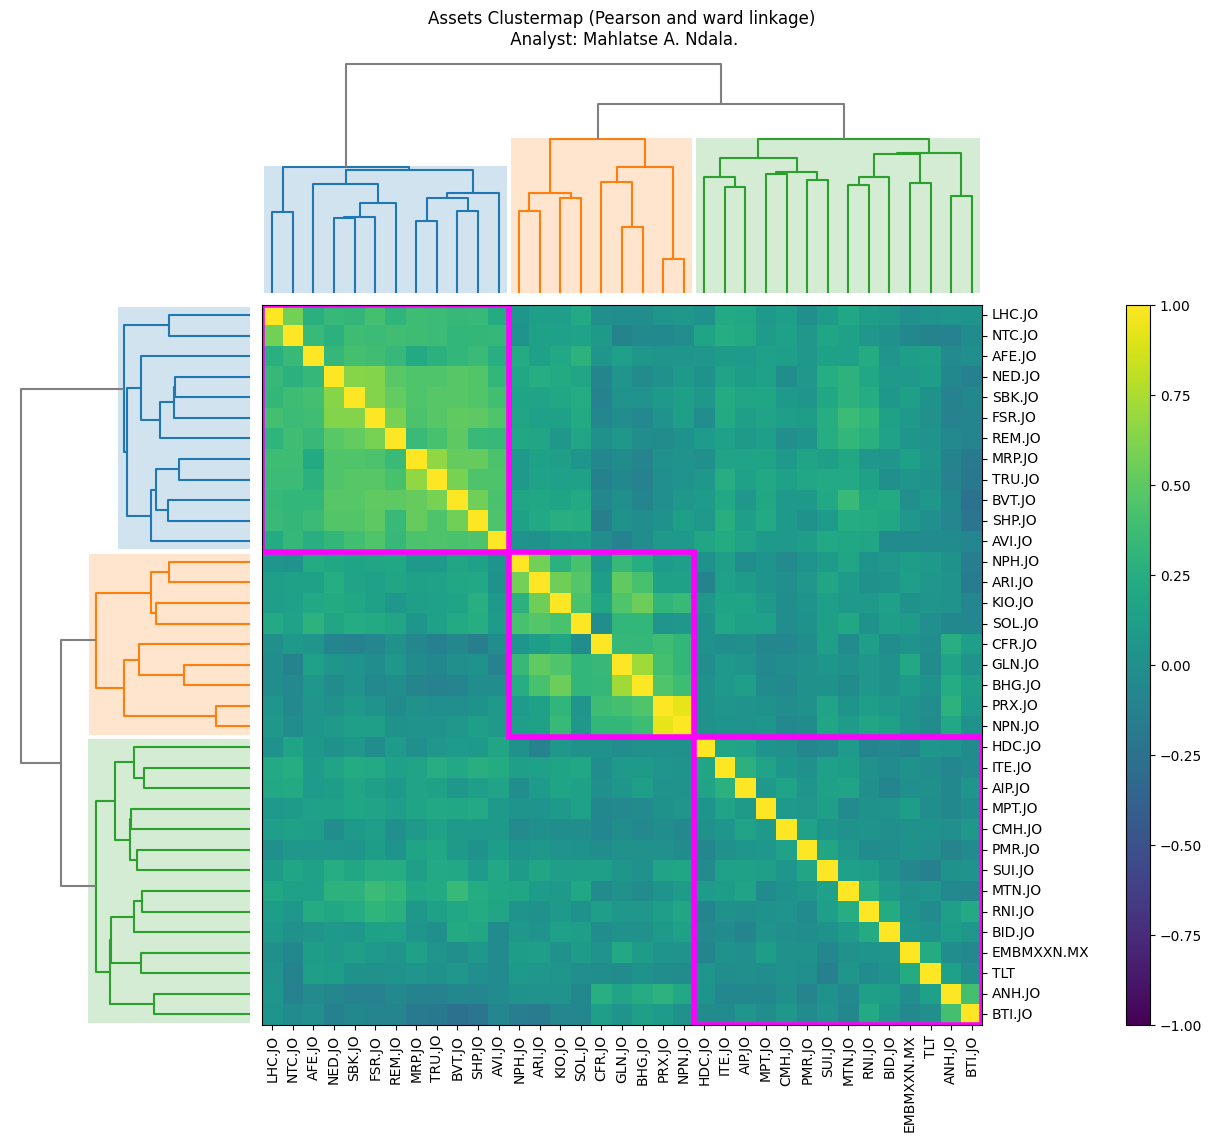 Assets Clustermap (Pearson and ward linkage)
Analyst: Mahlatse A. Ndala.
LHC.JO
NTC.JO
AFE.JO
NED.JO
SBK.JO
FSR.JO
REM.JO
MRP.JO
TRU.JO
BVT.JO
SHP.JO
AVI.JO
NPH.JO
ARI.JO
KIO.JO
SOL.JO
CFR.JO
GLN.JO
BHG.JO
PRX.JO
NPN.JO
HDC.JO
ITE.JO
AIP.JO
MPT.JO
CMH.JO
PMR.JO
SUI.JO
MTN.JO
RNI.JO
BID.JO
EMBMXXN.MX
TLT
ANH.JO
BTI.JO
1.00
0.75
0.50
0.25
0.00
−0.25
−0.50
−0.75
−1.00
LHC.JO
NTC.JO
AFE.JO
NED.JO
SBK.JO
FSR.JO
REM.JO
MRP.JO
TRU.JO
BVT.JO
SHP.JO
AVI.JO
NPH.JO
ARI.JO
KIO.JO
SOL.JO
CFR.JO
GLN.JO
BHG.JO
PRX.JO
NPN.JO
HDC.JO
ITE.JO
AIP.JO
MPT.JO
CMH.JO
PMR.JO
SUI.JO
MTN.JO
RNI.JO
BID.JO
EMBMXXN.MX
TLT
ANH.JO
BTI.JO